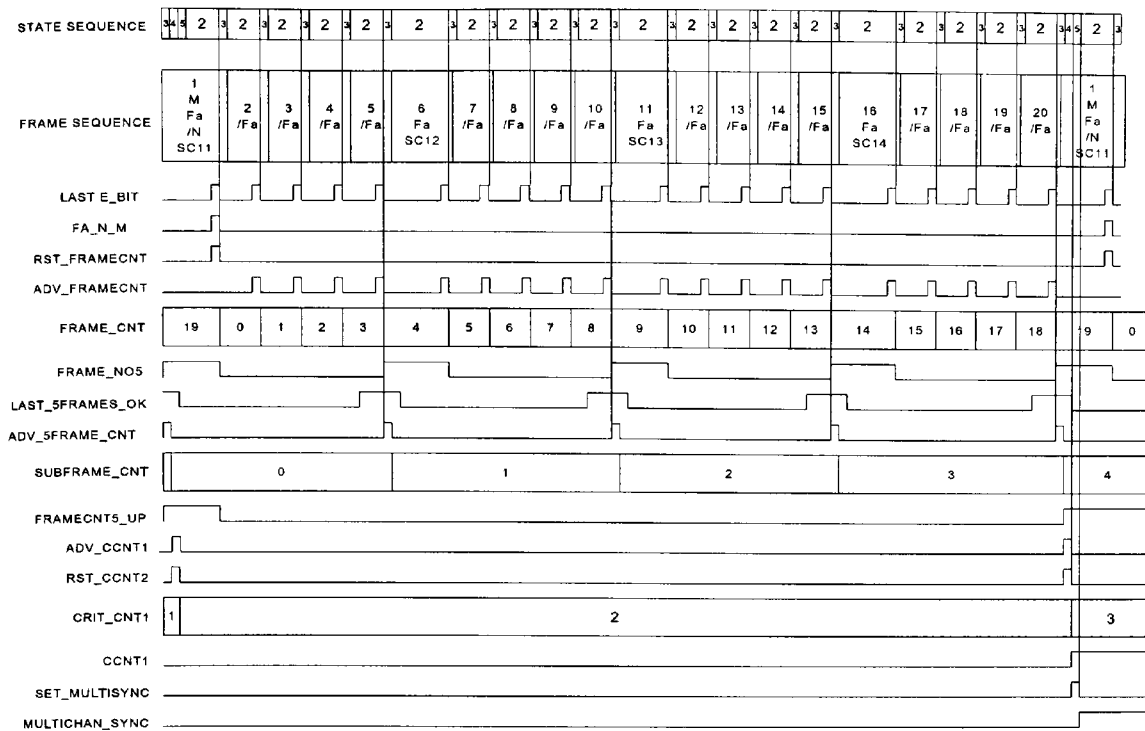 STATE SEQUENCE 3 4 5 2 3 2 3 2 3 2 3 2 3 2 3 2 3 2 3 2 3 2 3 2 3 2 3 2 3 2 3 2 3 2 3 2 3 2 3 2 3 2 3 4 5 2 3
FRAME SEQUENCE
1 M Fa /N SC11
2 /Fa
3 /Fa
4 /Fa
5 /Fa
6 Fa SC12
7 /Fa
8 /Fa
9 /Fa
10 /Fa
11 Fa SC13
12 /Fa
13 /Fa
14 /Fa
15 /Fa
16 Fa SC14
17 /Fa
18 /Fa
19 /Fa
20 /Fa
1 M Fa /N SC11
LAST E_BIT
FA_N_M
RST_FRAMECNT
ADV_FRAMECNT
FRAME_CNT 19 0 1 2 3 4 5 6 7 8 9 10 11 12 13 14 15 16 17 18 9 0
FRAME_NO5
LAST_5FRAMES_OK
ADV_5FRAME_CNT
SUBFRAME_CNT 0 1 2 3 4
FRAMECNT5_UP
ADV_CCNT1
RST_CCNT2
CRIT_CNT1 1 2 3
CCNT1
SET_MULTISYNC
MULTICHAN_SYNC